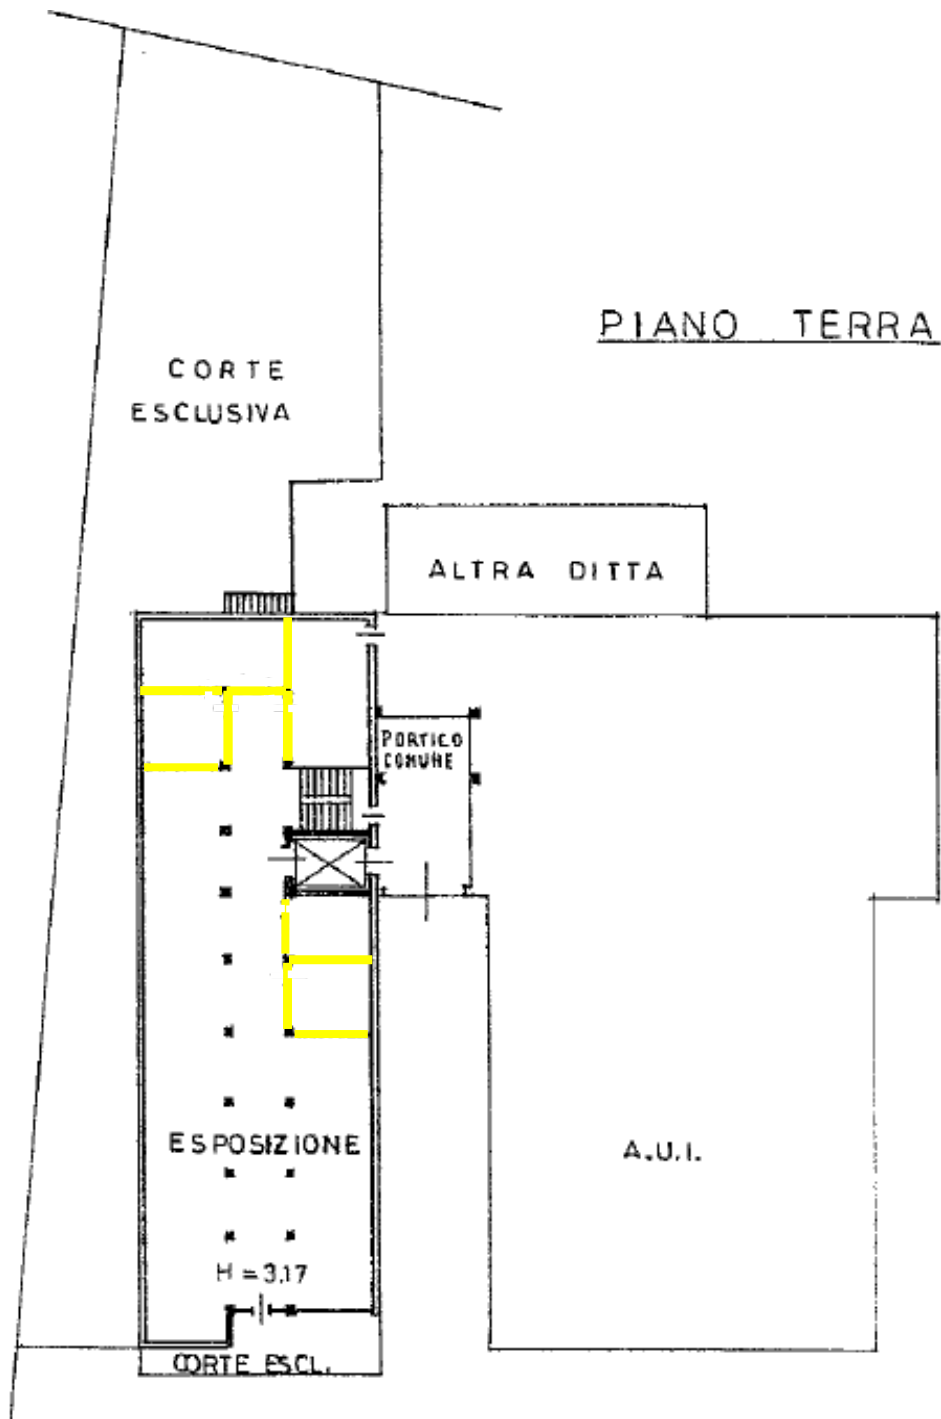 PIANO TERRA
CORTE
ESCLUSIVA
ALTRA DITTA
PORTICO
COMUNE
ESPOSIZIONE
A.U.I.
H = 3.17
CORTE ESCL.